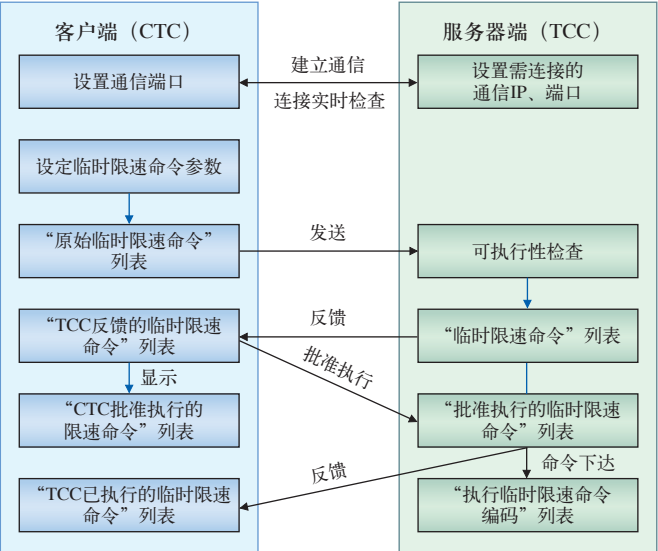 客户端（CTC）
服务器端（TCC）
设置通信端口
建立通信
连接实时检查
设置需连接的
通信IP、端口
设定临时限速命令参数
“原始临时限速命令”
列表
发送
可执行性检查
“TCC反馈的临时限速
命令”列表
反馈
“临时限速命令”列表
批准执行
显示
“CTC批准执行的
限速命令”列表
“批准执行的临时限速
命令”列表
反馈
命令下达
“TCC已执行的临时限速
命令”列表
“执行临时限速命令
编码”列表